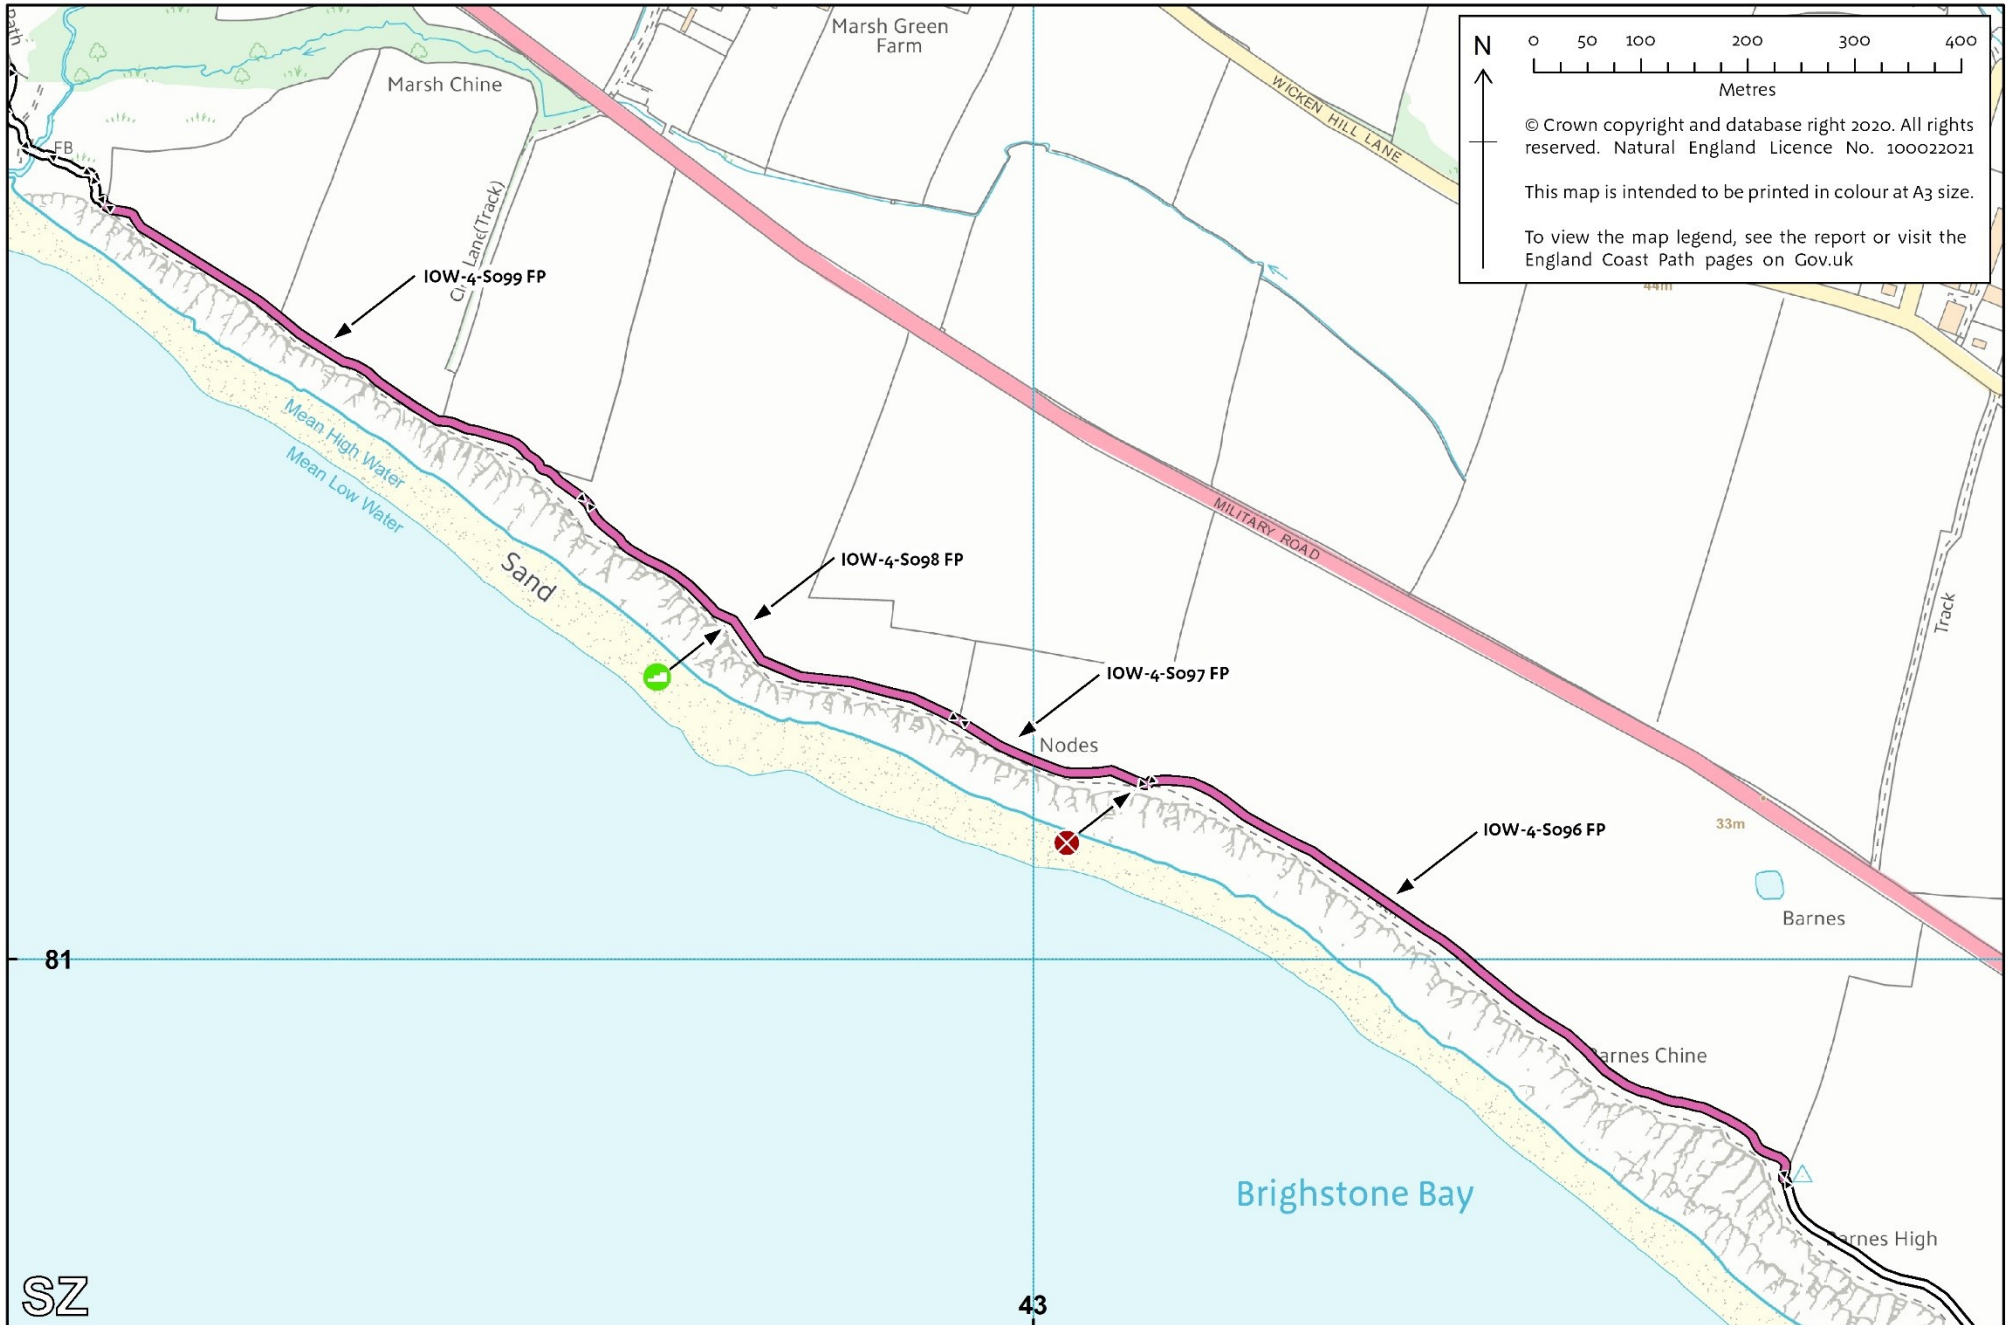 Path
Marsh Green
Farm
N
0 50 100 200 300 400
Metres
© Crown copyright and database right 2020. All rights
reserved. Natural England Licence No. 100022021
This map is intended to be printed in colour at A3 size.
To view the map legend, see the report or visit the
England Coast Path pages on Gov.uk
Marsh Chine
WICKEN HILL LANE
FB
Lane(Track)
IOW-4-S099 FP
44m
Mean High Water
Mean Low Water
MILITARY ROAD
Sand
IOW-4-S098 FP
Track
IOW-4-S097 FP
Nodes
33m
IOW-4-S096 FP
Barnes
81
arnes Chine
Brighstone Bay
arnes High
SZ
43